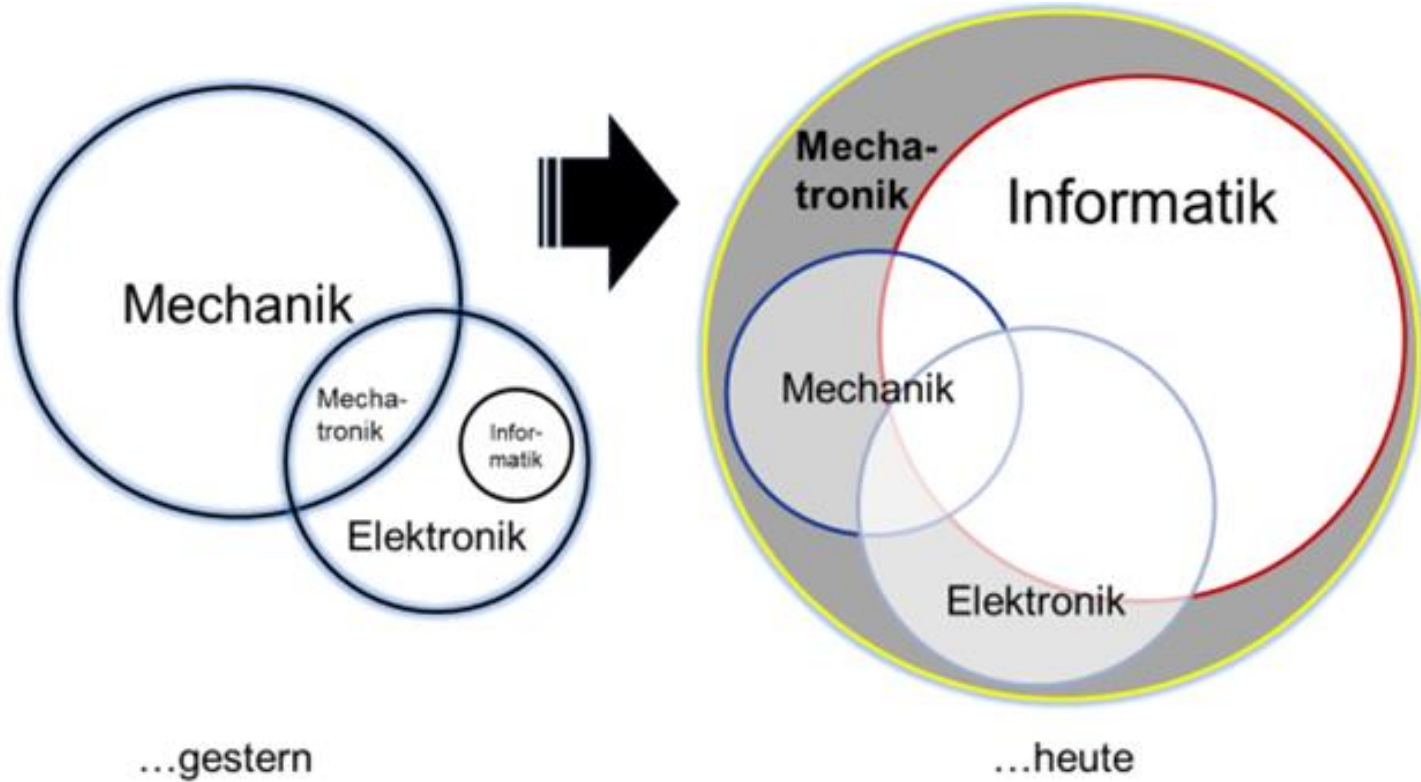 Mechanik
Mecha-
tronik
Infor-
matik
Elektronik
…gestern
Mecha-
tronik
Informatik
Mechanik
Elektronik
…heute